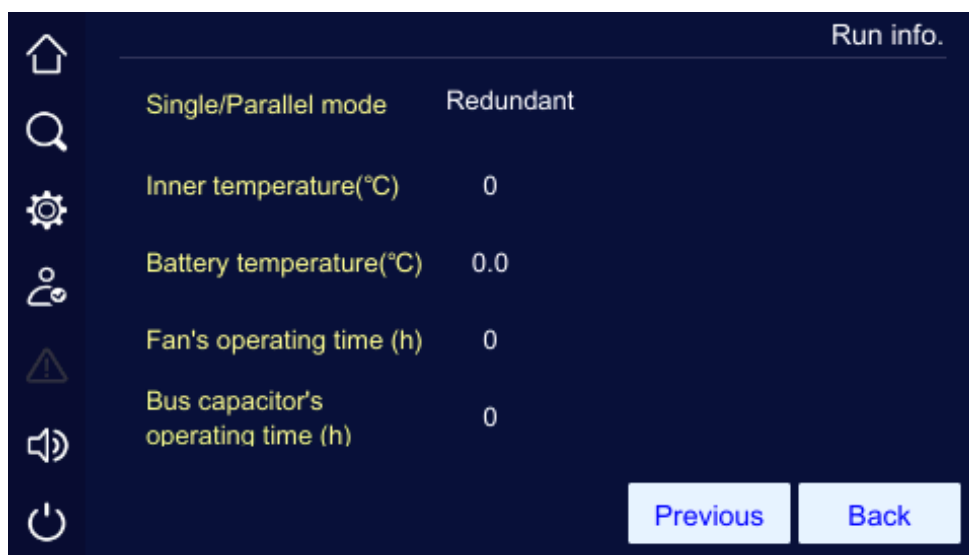 Run info.
Single/Parallel mode Redundant
Inner temperature(℃) 0
Battery temperature(℃) 0.0
Fan's operating time (h) 0
Bus capacitor's
operating time (h) 0
Previous Back